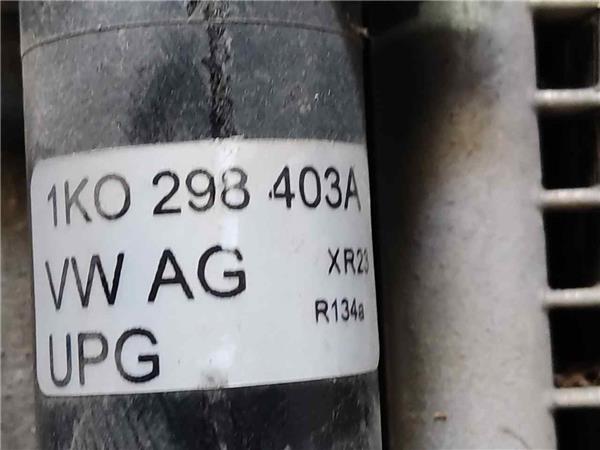 1KO 298 403A
VW AG XR23
R134a
UPG